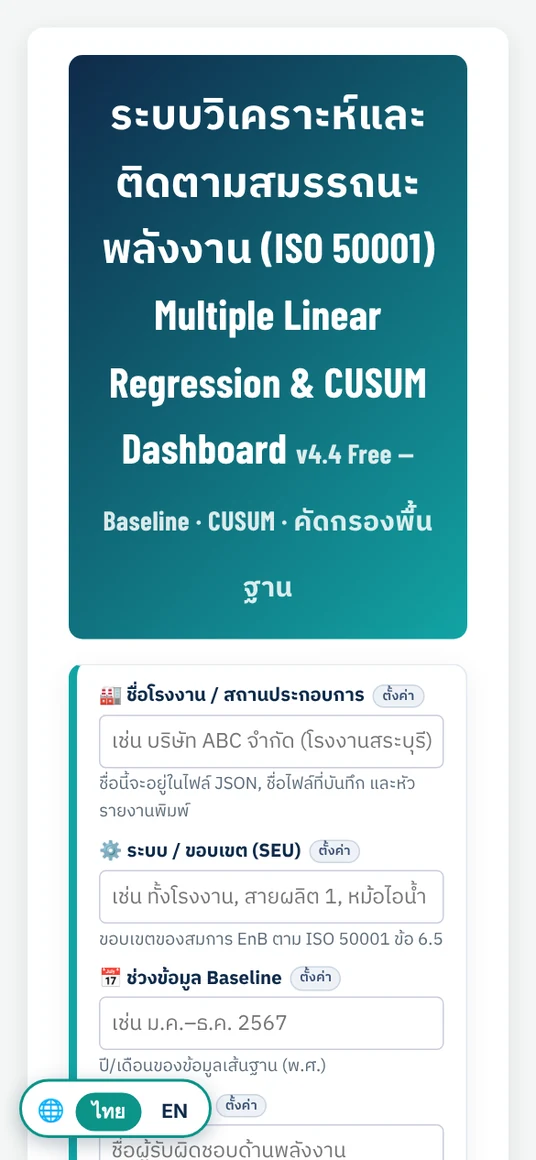 ระบบวิเคราะห์และ
ติดตามสมรรถนะ
พลังงาน (ISO 50001)
Multiple Linear
Regression & CUSUM
Dashboard v4.4 Free –
Baseline · CUSUM · คัดกรองพื้น
ฐาน
🏭 ชื่อโรงงาน / สถานประกอบการ ตั้งค่า
เช่น บริษัท ABC จำกัด (โรงงานสระบุรี)
ชื่อนี้จะอยู่ในไฟล์ JSON, ชื่อไฟล์ที่บันทึก และหัว
รายงานพิมพ์
⚙️ ระบบ / ขอบเขต (SEU) ตั้งค่า
เช่น ทั้งโรงงาน, สายผลิต 1, หม้อไอน้ำ
ขอบเขตของสมการ EnB ตาม ISO 50001 ข้อ 6.5
📅 ช่วงข้อมูล Baseline ตั้งค่า
เช่น ม.ค.–ธ.ค. 2567
ปี/เดือนของข้อมูลเส้นฐาน (พ.ศ.)
ตั้งค่า
🌐 ไทย EN
ชื่อผู้รับผิดชอบด้านพลังงาน